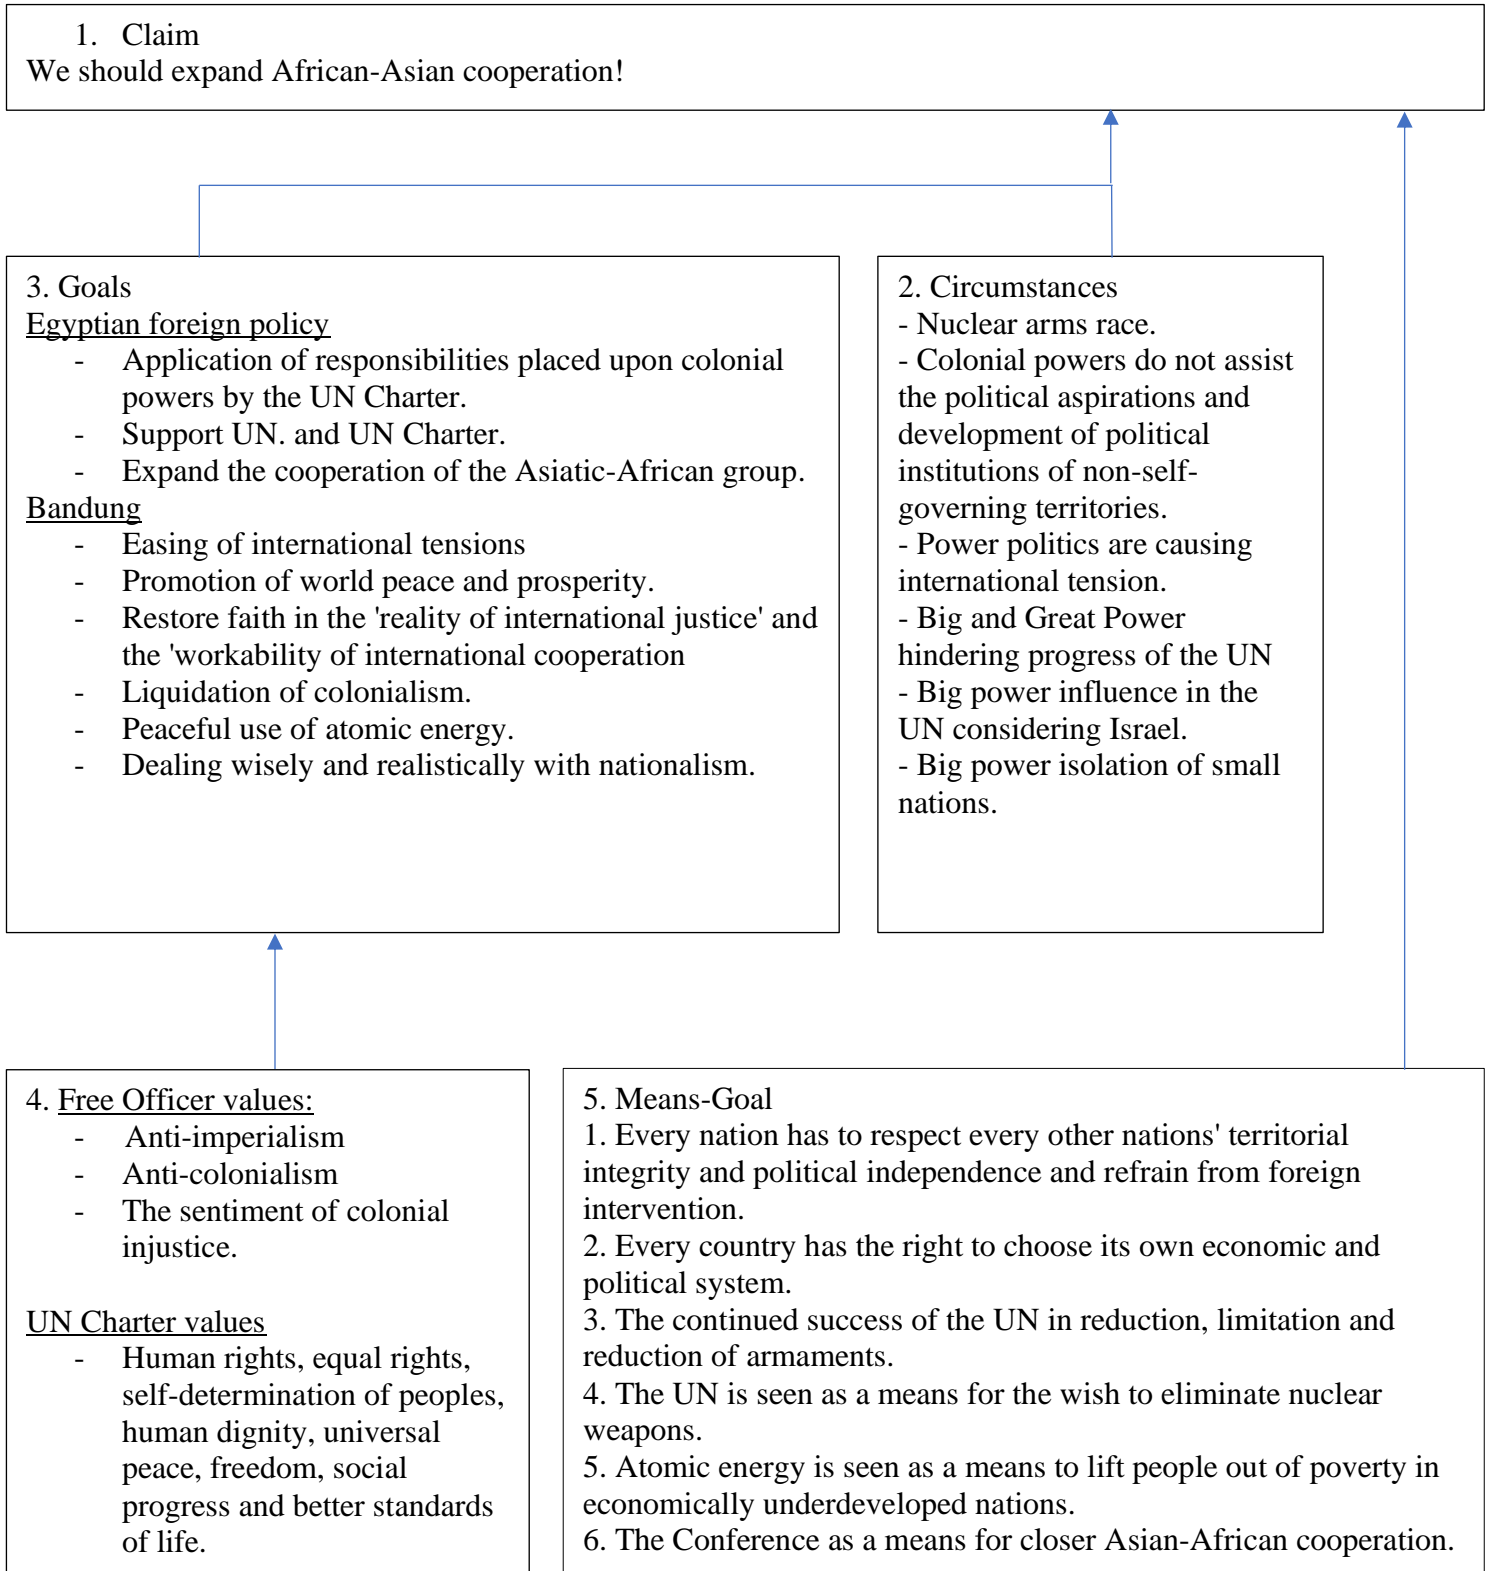 1. Claim
We should expand African-Asian cooperation!
3. Goals
Egyptian foreign policy
- Application of responsibilities placed upon colonial
powers by the UN Charter.
- Support UN. and UN Charter.
- Expand the cooperation of the Asiatic-African group.
Bandung
- Easing of international tensions
- Promotion of world peace and prosperity.
- Restore faith in the 'reality of international justice' and
the 'workability of international cooperation
- Liquidation of colonialism.
- Peaceful use of atomic energy.
- Dealing wisely and realistically with nationalism.
2. Circumstances
- Nuclear arms race.
- Colonial powers do not assist
the political aspirations and
development of political
institutions of non-self-
governing territories.
- Power politics are causing
international tension.
- Big and Great Power
hindering progress of the UN
- Big power influence in the
UN considering Israel.
- Big power isolation of small
nations.
4. Free Officer values:
- Anti-imperialism
- Anti-colonialism
- The sentiment of colonial
injustice.
UN Charter values
- Human rights, equal rights,
self-determination of peoples,
human dignity, universal
peace, freedom, social
progress and better standards
of life.
5. Means-Goal
1. Every nation has to respect every other nations' territorial
integrity and political independence and refrain from foreign
intervention.
2. Every country has the right to choose its own economic and
political system.
3. The continued success of the UN in reduction, limitation and
reduction of armaments.
4. The UN is seen as a means for the wish to eliminate nuclear
weapons.
5. Atomic energy is seen as a means to lift people out of poverty in
economically underdeveloped nations.
6. The Conference as a means for closer Asian-African cooperation.